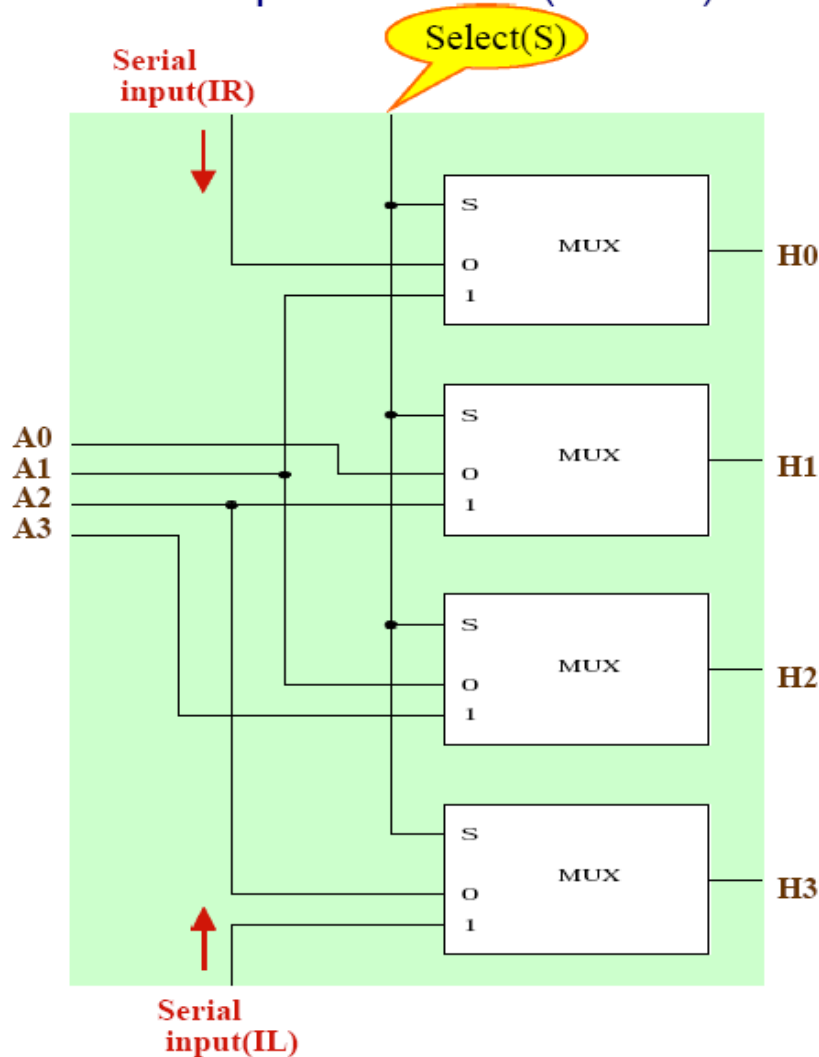 Select(S)
Serial
input(IR)
S
MUX
0
1
H0
S
MUX
0
1
H1
A0
A1
A2
A3
S
MUX
0
1
H2
S
MUX
0
1
H3
Serial
input(IL)